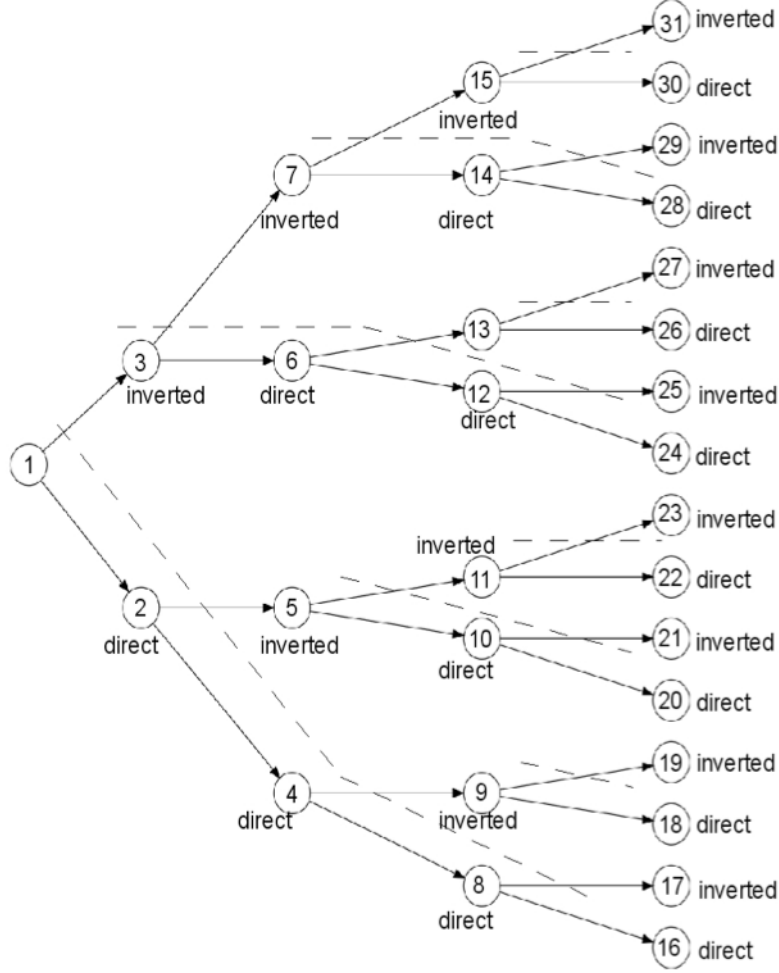 31 inverted
15
30 direct
inverted
29 inverted
7
14
28 direct
inverted
direct
27 inverted
13
26 direct
3
6
12
25 inverted
inverted
direct
direct
24 direct
1
23 inverted
inverted
11
22 direct
2
5
10
21 inverted
direct
inverted
direct
20 direct
19 inverted
4
9
direct
inverted
18 direct
8
17 inverted
direct
16 direct